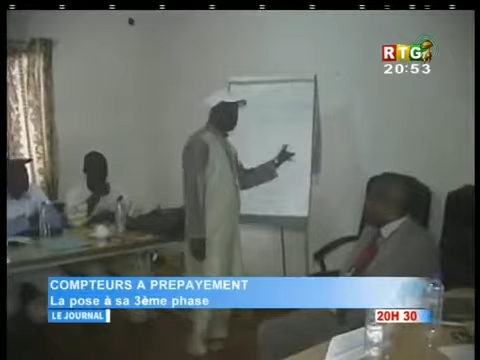 RTG
20:53
COMPTEURS A PREPAYEMENT
La pose à sa 3ème phase
LE JOURNAL
20H 30